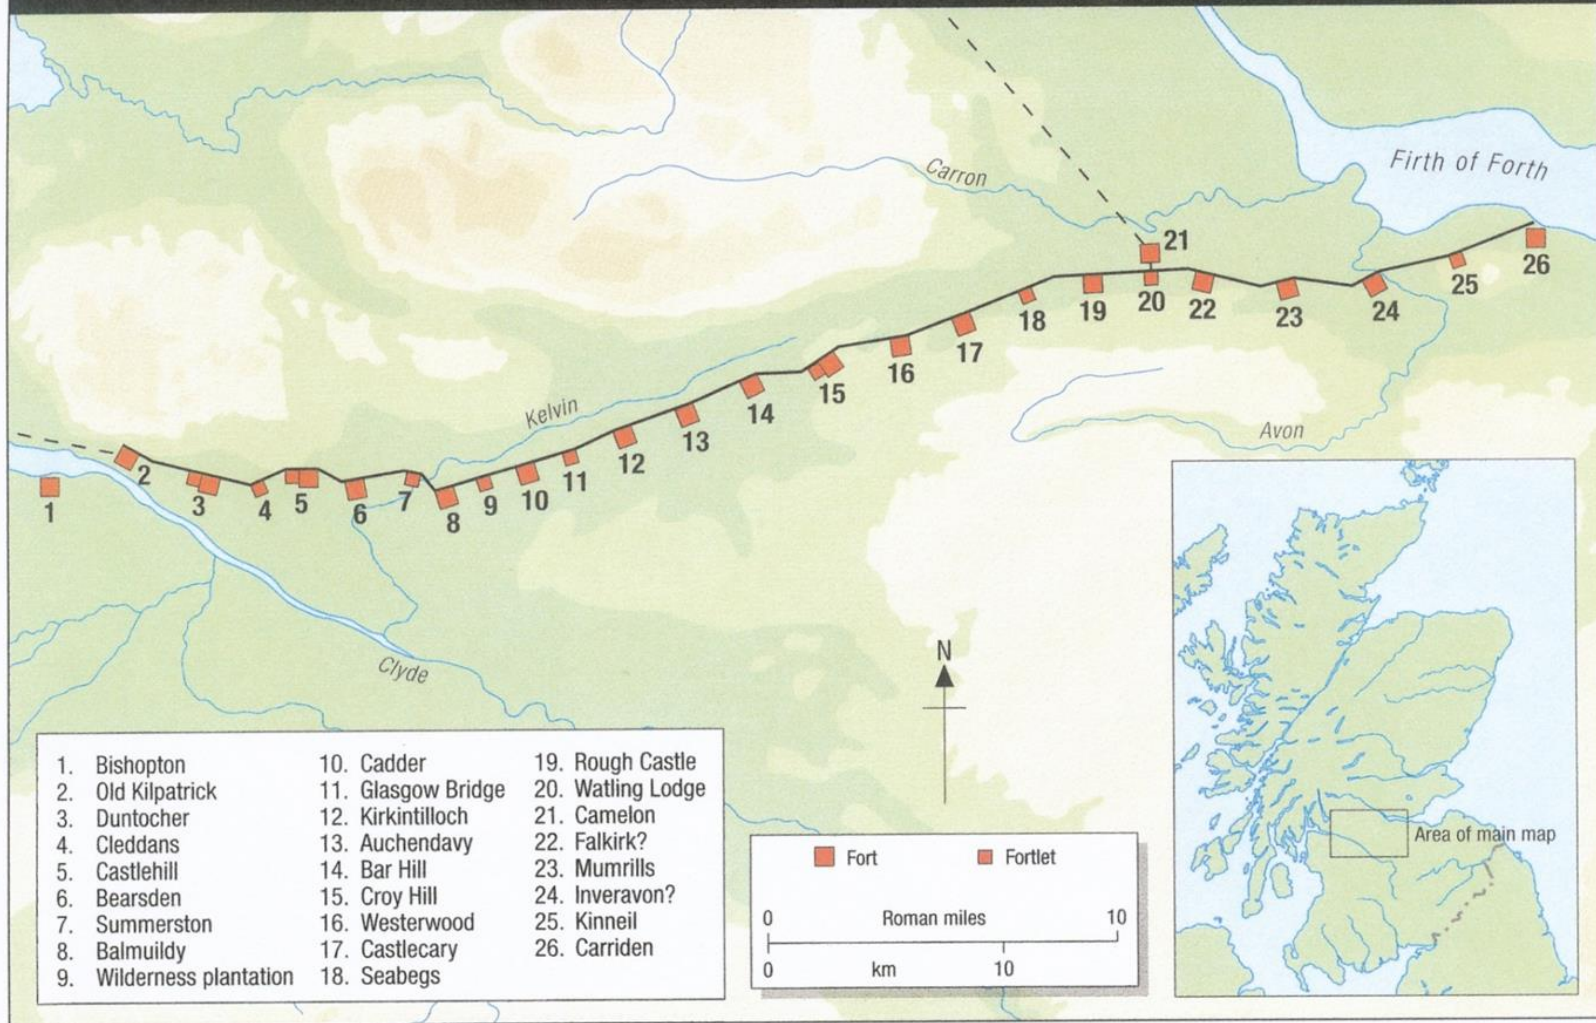 Firth of Forth
Carron
Kelvin
Avon
Clyde
1
2
3
4
5
6
7
8
9
10
11
12
13
14
15
16
17
18
19
20
21
22
23
24
25
26
N
1. Bishopton
2. Old Kilpatrick
3. Duntocher
4. Cleddans
5. Castlehill
6. Bearsden
7. Summerston
8. Balmuildy
9. Wilderness plantation
10. Cadder
11. Glasgow Bridge
12. Kirkintilloch
13. Auchendavy
14. Bar Hill
15. Croy Hill
16. Westerwood
17. Castlecary
18. Seabegs
19. Rough Castle
20. Watling Lodge
21. Camelon
22. Falkirk?
23. Mumrills
24. Inveravon?
25. Kinneil
26. Carriden
Fort
Fortlet
0 Roman miles 10
0 km 10
Area of main map